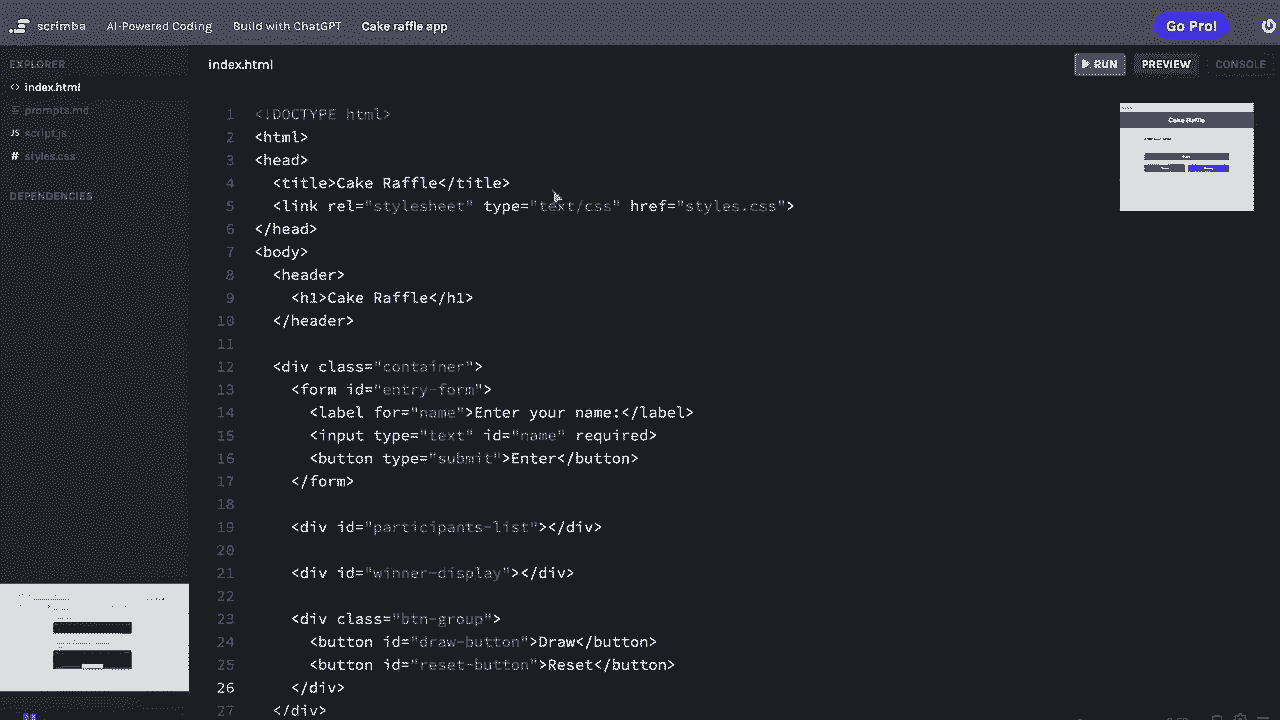 scrimba AI-Powered Coding Build with ChatGPT Cake raffle app Go Pro!
EXPLORER
index.html
prompts.md
JS script.js
# styles.css
DEPENDENCIES
index.html
RUN PREVIEW CONSOLE
1 <!DOCTYPE html>
2 <html>
3 <head>
4 <title>Cake Raffle</title>
5 <link rel="stylesheet" type="text/css" href="styles.css">
6 </head>
7 <body>
8 <header>
9 <h1>Cake Raffle</h1>
10 </header>
11
12 <div class="container">
13 <form id="entry-form">
14 <label for="name">Enter your name:</label>
15 <input type="text" id="name" required>
16 <button type="submit">Enter</button>
17 </form>
18
19 <div id="participants-list"></div>
20
21 <div id="winner-display"></div>
22
23 <div class="btn-group">
24 <button id="draw-button">Draw</button>
25 <button id="reset-button">Reset</button>
26 </div>
27 </div>
Cake Raffle